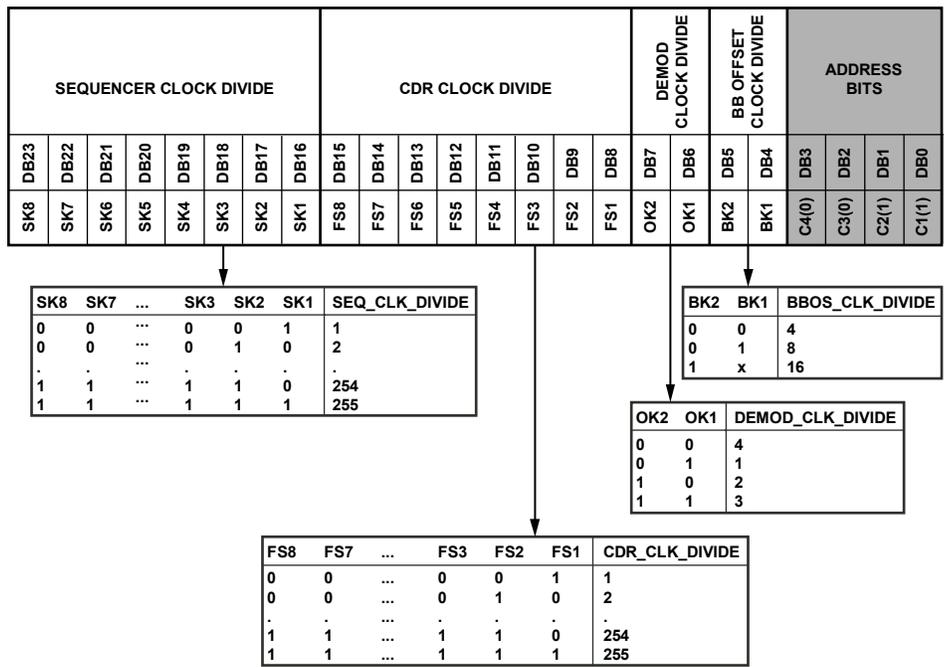 SEQUENCER CLOCK DIVIDE
CDR CLOCK DIVIDE
DEMOD
CLOCK DIVIDE
BB OFFSET
CLOCK DIVIDE
ADDRESS
BITS
DB23 DB22 DB21 DB20 DB19 DB18 DB17 DB16 DB15 DB14 DB13 DB12 DB11 DB10 DB9 DB8 DB7 DB6 DB5 DB4 DB3 DB2 DB1 DB0
SK8 SK7 SK6 SK5 SK4 SK3 SK2 SK1 FS8 FS7 FS6 FS5 FS4 FS3 FS2 FS1 OK2 OK1 BK2 BK1 C4(0) C3(0) C2(1) C1(1)
SK8 SK7 ... SK3 SK2 SK1 SEQ_CLK_DIVIDE
0 0 ... 0 0 1 1
0 0 ... 0 1 0 2
. . ... . . . .
1 1 ... 1 1 0 254
1 1 ... 1 1 1 255
BK2 BK1 BBOS_CLK_DIVIDE
0 0 4
0 1 8
1 x 16
OK2 OK1 DEMOD_CLK_DIVIDE
0 0 4
0 1 1
1 0 2
1 1 3
FS8 FS7 ... FS3 FS2 FS1 CDR_CLK_DIVIDE
0 0 ... 0 0 1 1
0 0 ... 0 1 0 2
. . ... . . . .
1 1 ... 1 1 0 254
1 1 ... 1 1 1 255